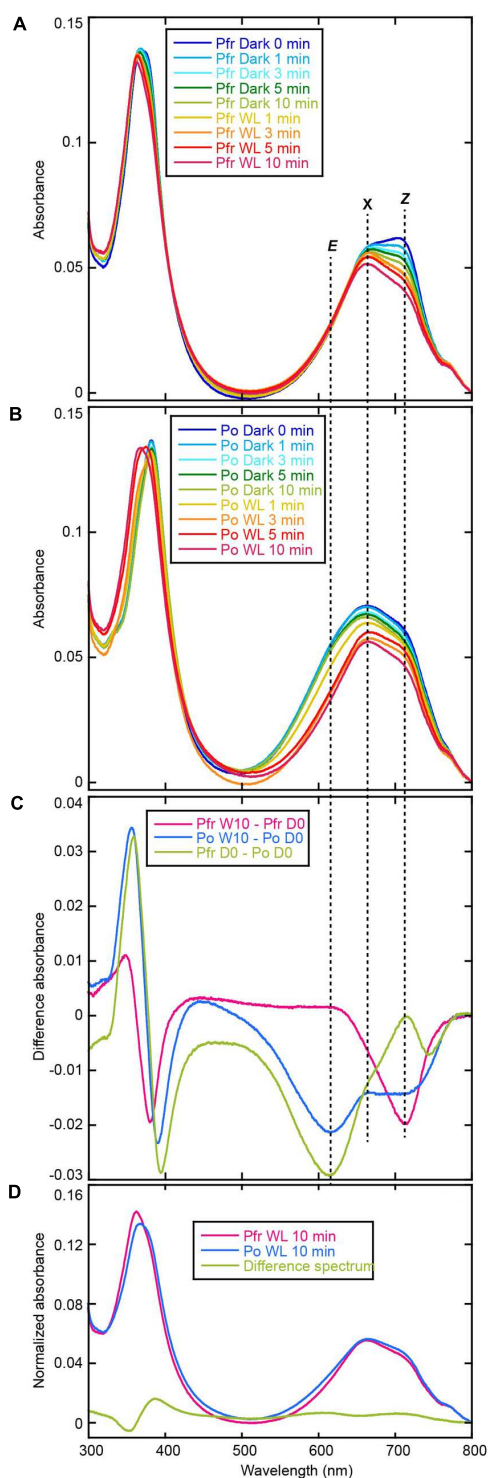 A
0.15
Pfr Dark 0 min
Pfr Dark 1 min
Pfr Dark 3 min
Pfr Dark 5 min
Pfr Dark 10 min
Pfr WL 1 min
Pfr WL 3 min
Pfr WL 5 min
Pfr WL 10 min
0.1
Absorbance
E
X
Z
0.05
0
B
0.15
Po Dark 0 min
Po Dark 1 min
Po Dark 3 min
Po Dark 5 min
Po Dark 10 min
Po WL 1 min
Po WL 3 min
Po WL 5 min
Po WL 10 min
0.1
Absorbance
0.05
0
C
0.04
Pfr W10 - Pfr D0
Po W10 - Po D0
Pfr D0 - Po D0
0.03
0.02
0.01
Difference absorbance
0
-0.01
-0.02
-0.03
D
0.16
Pfr WL 10 min
Po WL 10 min
Difference spectrum
0.12
Normalized absorbance
0.08
0.04
0
300 400 500 600 700 800
Wavelength (nm)